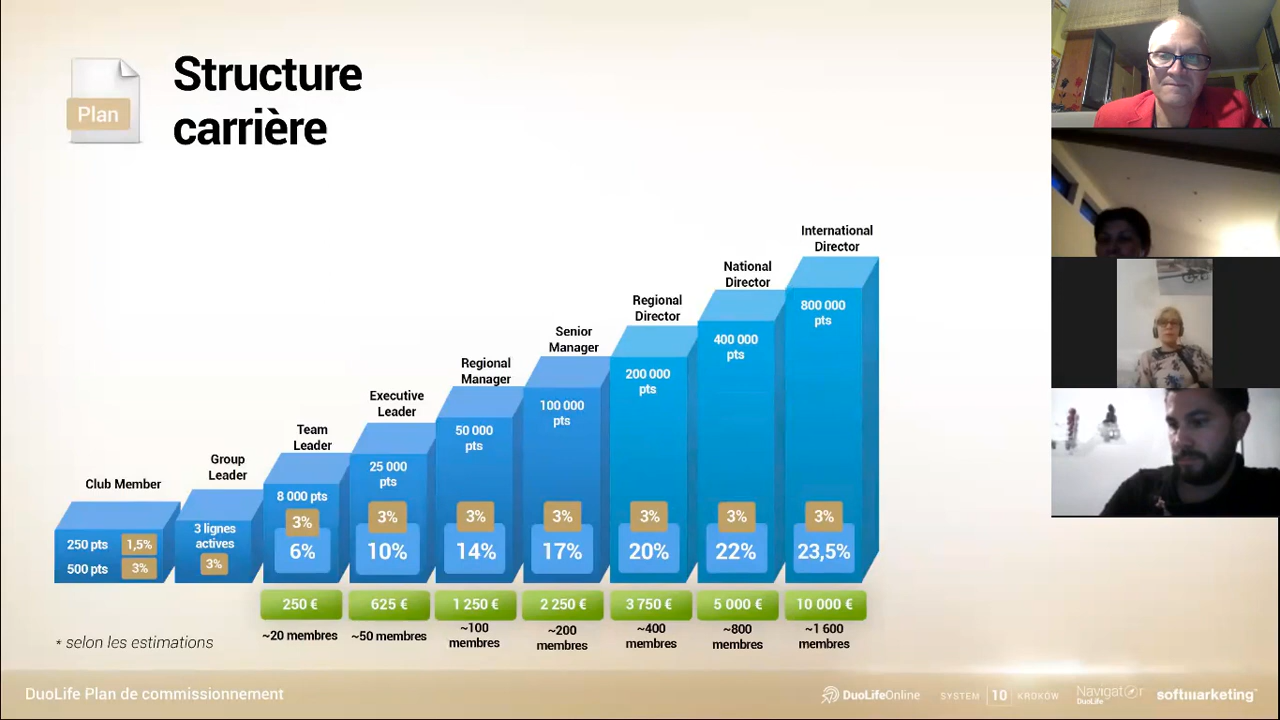 Plan
Structure
carrière
International
Director
National
Director
Regional
Director
Senior
Manager
Regional
Manager
Executive
Leader
Team
Leader
Group
Leader
Club Member
800 000
pts
400 000
pts
200 000
pts
100 000
pts
50 000
pts
25 000
pts
8 000 pts
3 lignes
actives
3%
250 pts 1,5%
500 pts 3%
3% 3% 3% 3% 3% 3% 3%
6% 10% 14% 17% 20% 22% 23,5%
250 € 625 € 1 250 € 2 250 € 3 750 € 5 000 € 10 000 €
~20 membres
~50 membres
~100
membres
~200
membres
~400
membres
~800
membres
~1 600
membres
* selon les estimations
DuoLife Plan de commissionnement
DuoLifeOnline
SYSTEM 10 KROKÓW
Navigator
DuoLife
softmarketing